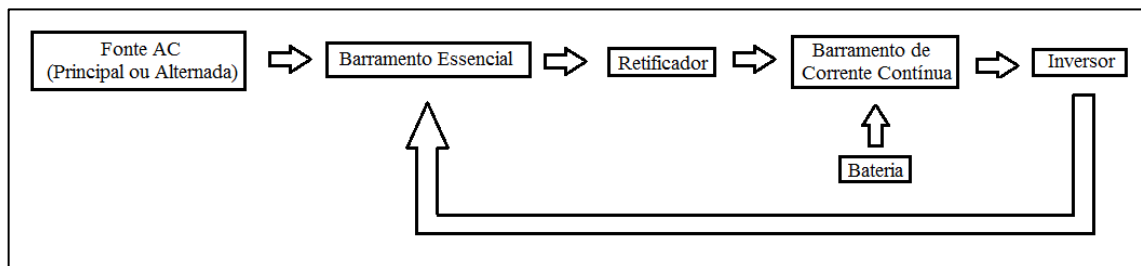 Fonte AC
(Principal ou Alternada)
Barramento Essencial
Retificador
Barramento de
Corrente Contínua
Inversor
Bateria